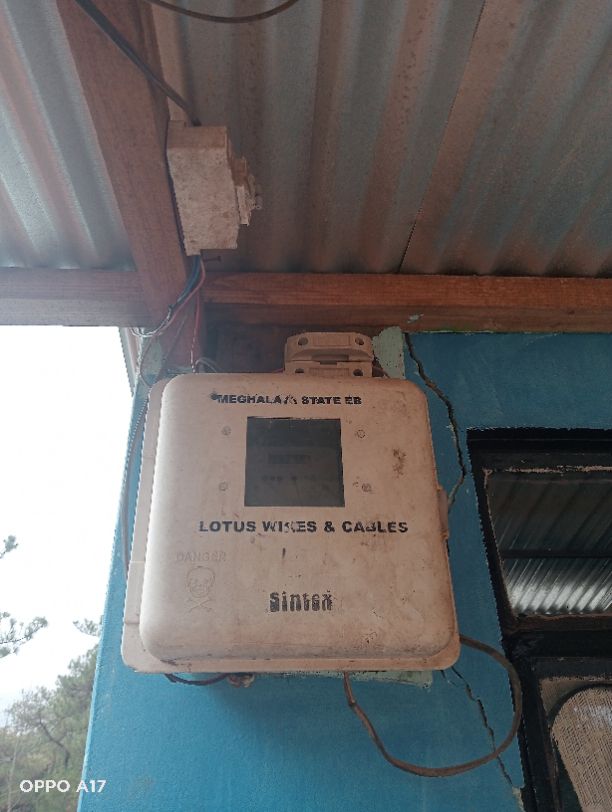 MEGHALAYA STATE EB
LOTUS WIRES & CABLES
DANGER
Sintex
OPPO A17